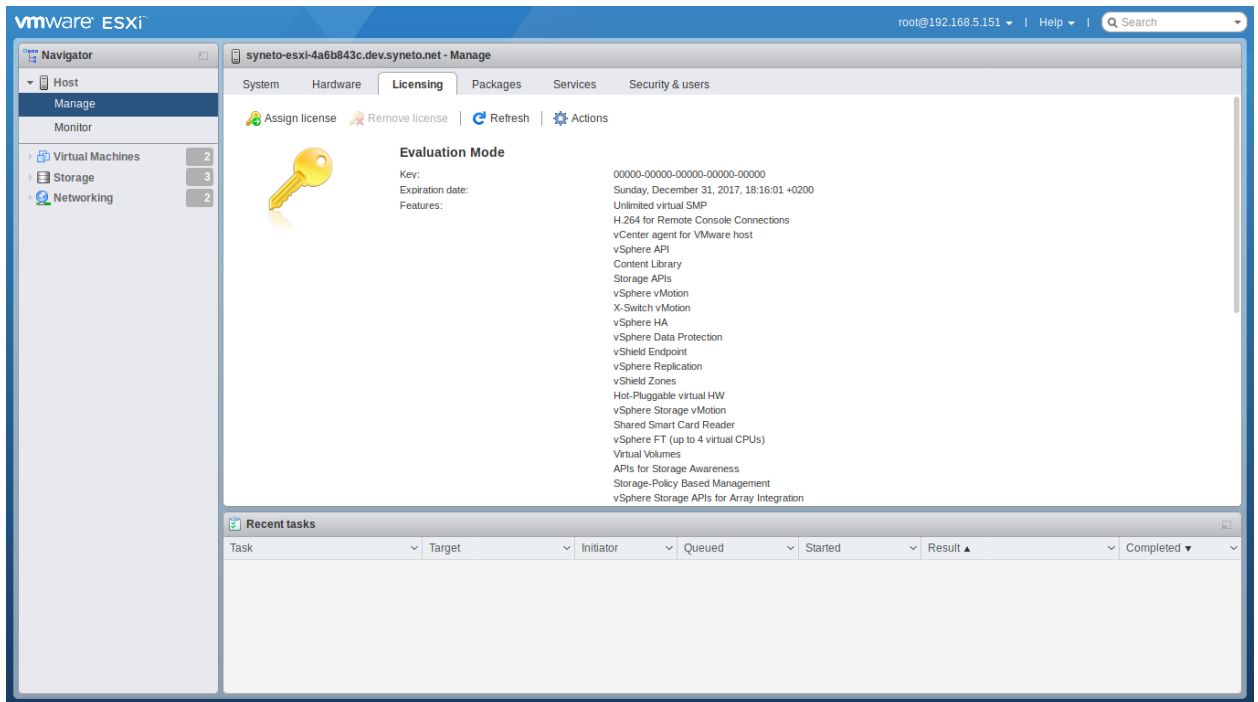 vmware ESXi
root@192.168.5.151 | Help | Search
Navigator
Host
Manage
Monitor
Virtual Machines 2
Storage 3
Networking 2
syneto-esxi-4a6b843c.dev.syneto.net - Manage
System Hardware Licensing Packages Services Security & users
Assign license Remove license | Refresh | Actions
Evaluation Mode
Key: 00000-00000-00000-00000-00000
Expiration date: Sunday, December 31, 2017, 18:16:01 +0200
Features: Unlimited virtual SMP
H.264 for Remote Console Connections
vCenter agent for VMware host
vSphere API
Content Library
Storage APIs
vSphere vMotion
X-Switch vMotion
vSphere HA
vSphere Data Protection
vShield Endpoint
vSphere Replication
vShield Zones
Hot-Pluggable virtual HW
vSphere Storage vMotion
Shared Smart Card Reader
vSphere FT (up to 4 virtual CPUs)
Virtual Volumes
APIs for Storage Awareness
Storage-Policy Based Management
vSphere Storage APIs for Array Integration
Recent tasks
Task Target Initiator Queued Started Result Completed